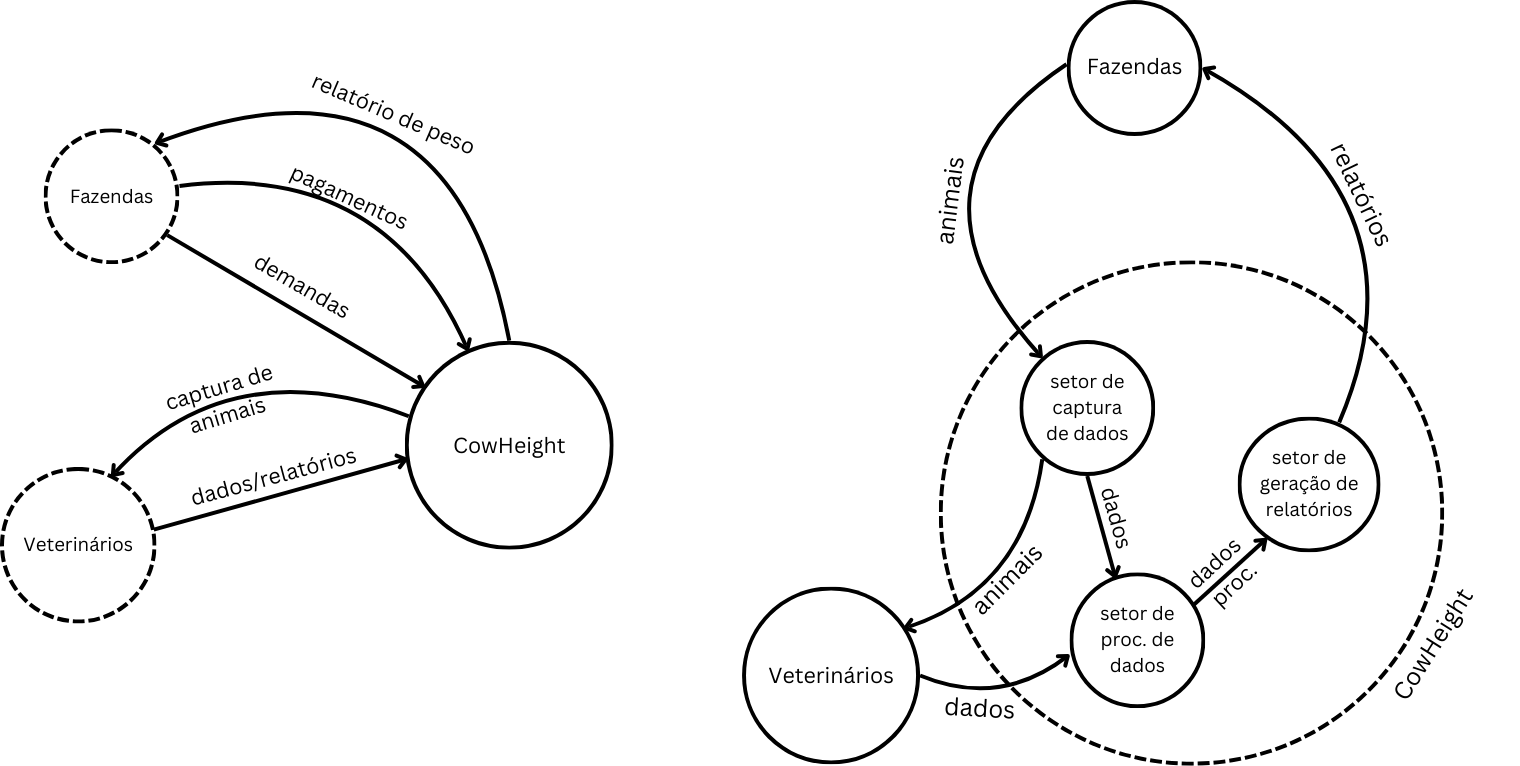 relatório de peso
Fazendas
pagamentos
demandas
captura de
animais
CowHeight
dados/relatórios
Veterinários
Fazendas
animais
relatórios
setor de
captura
de dados
setor de
geração de
relatórios
dados
animais
dados
proc.
setor de
proc. de
dados
Veterinários
dados
CowHeight